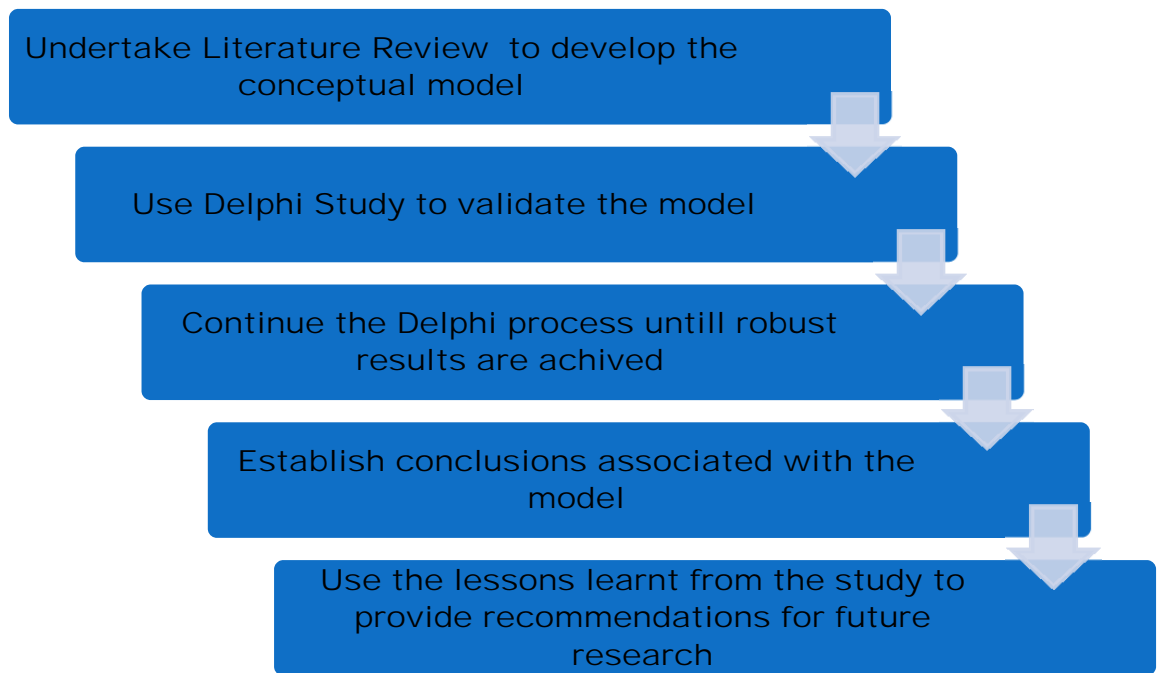 Undertake Literature Review to develop the
conceptual model
Use Delphi Study to validate the model
Continue the Delphi process untill robust
results are achived
Establish conclusions associated with the
model
Use the lessons learnt from the study to
provide recommendations for future
research